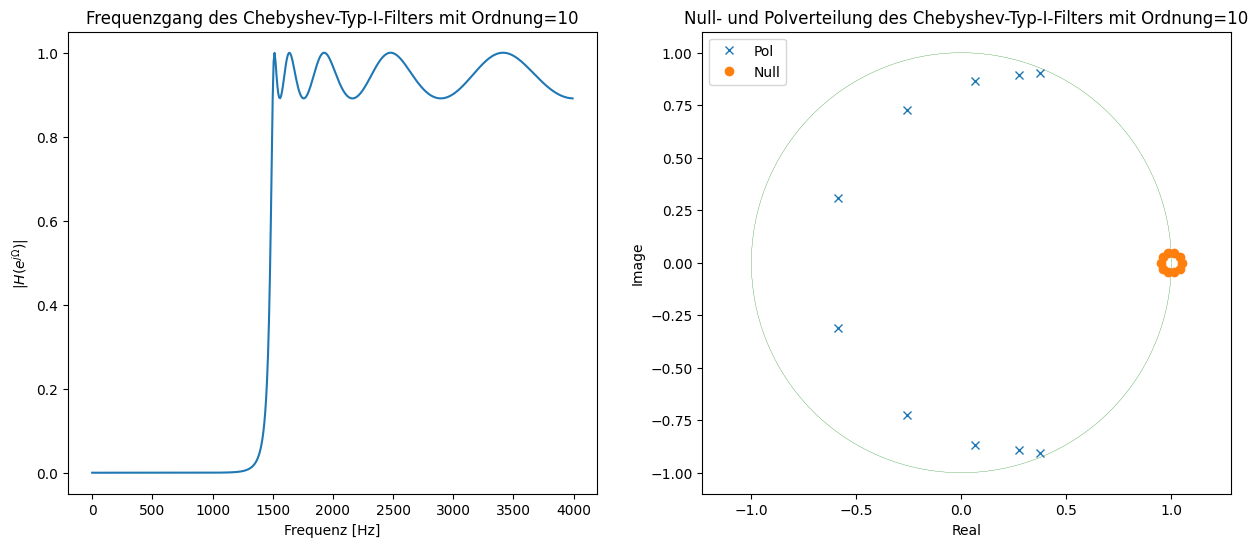 Frequenzgang des Chebyshev-Typ-I-Filters mit Ordnung=10
1.0
0.8
0.6
0.4
0.2
0.0
|H(e^{jΩ})|
0 500 1000 1500 2000 2500 3000 3500 4000
Frequenz [Hz]
Null- und Polverteilung des Chebyshev-Typ-I-Filters mit Ordnung=10
Pol
Null
1.00
0.75
0.50
0.25
0.00
−0.25
−0.50
−0.75
−1.00
Image
−1.0 −0.5 0.0 0.5 1.0
Real